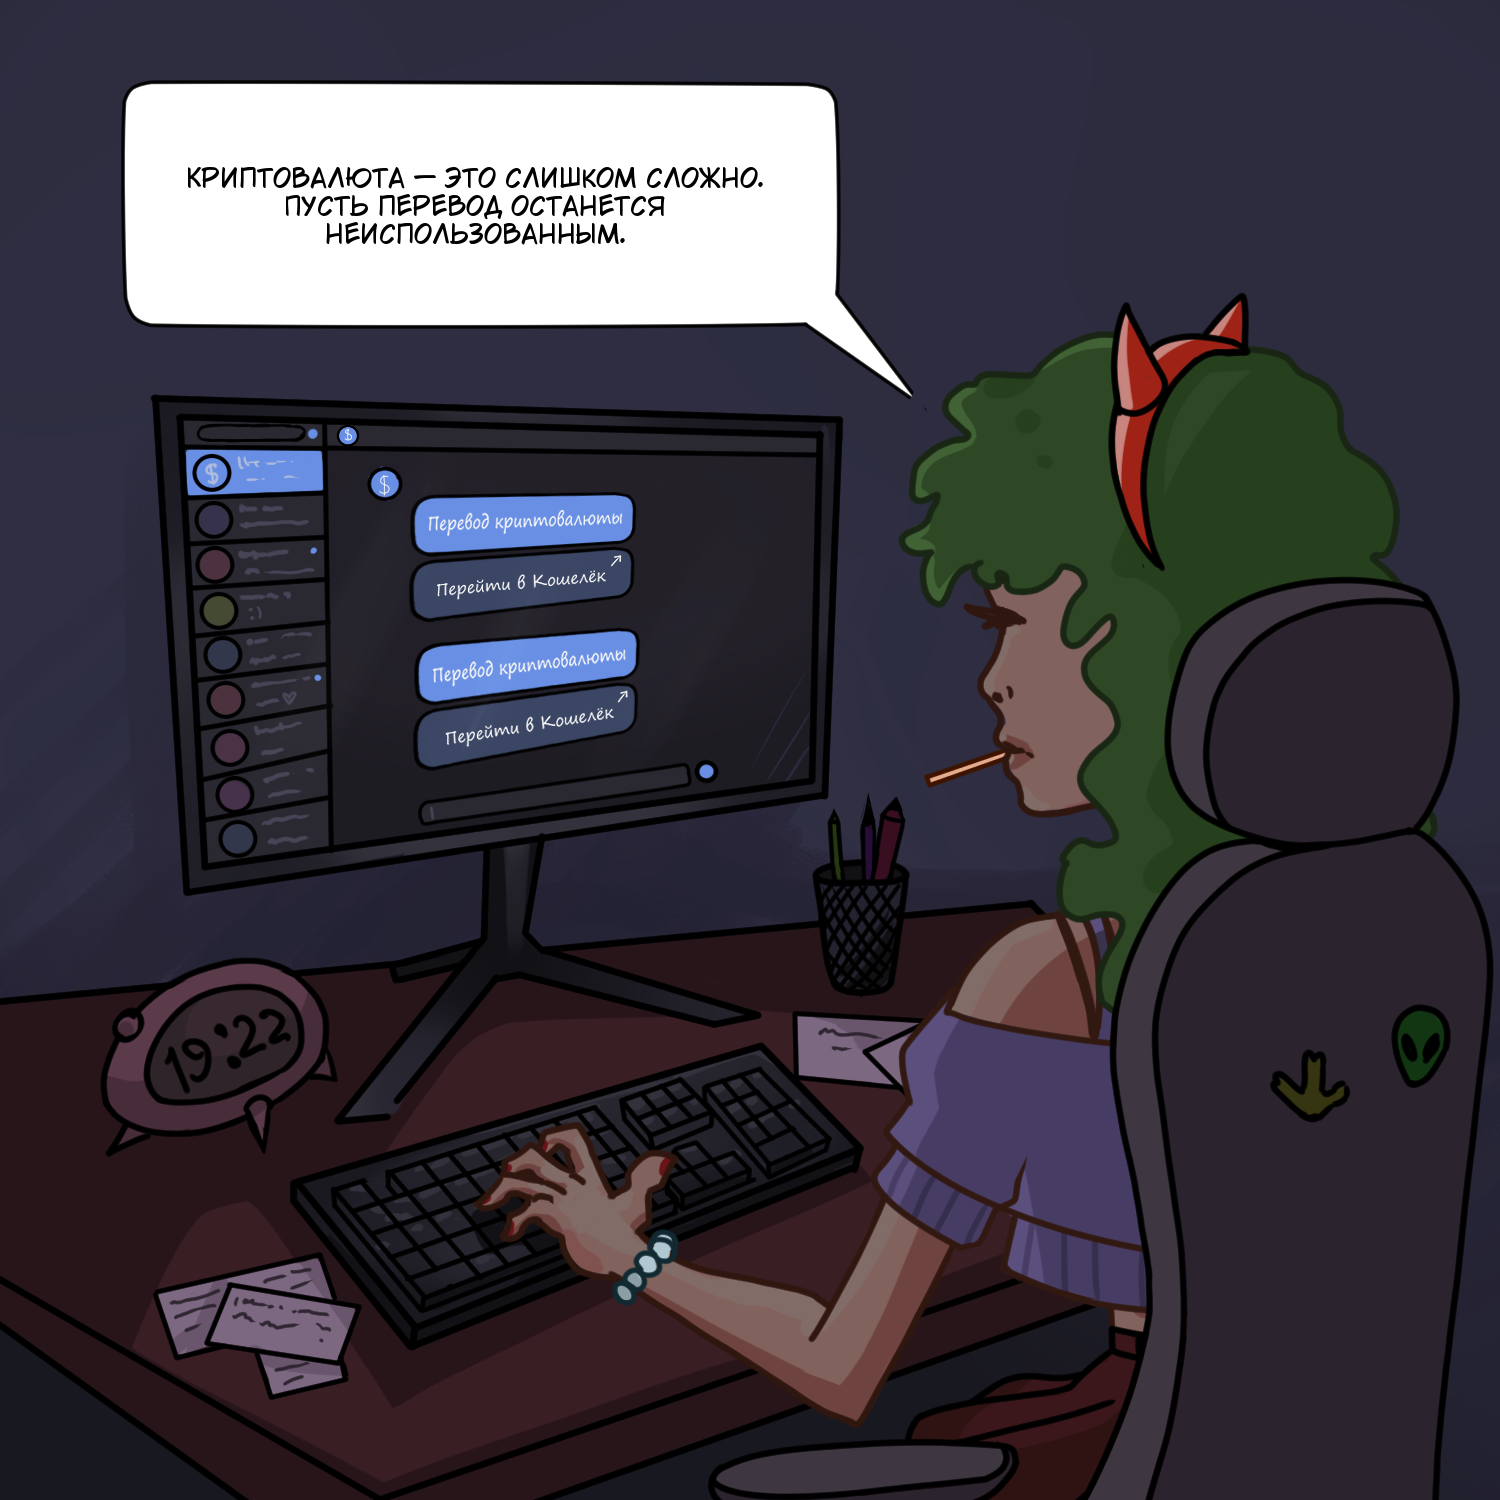 КРИПТОВАЛЮТА — ЭТО СЛИШКОМ СЛОЖНО.
ПУСТЬ ПЕРЕВОД ОСТАНЕТСЯ
НЕИСПОЛЬЗОВАННЫМ.
$
$
$
Перевод криптовалюты
Перейти в Кошелёк
:)
Перевод криптовалюты
Перейти в Кошелёк
19:22